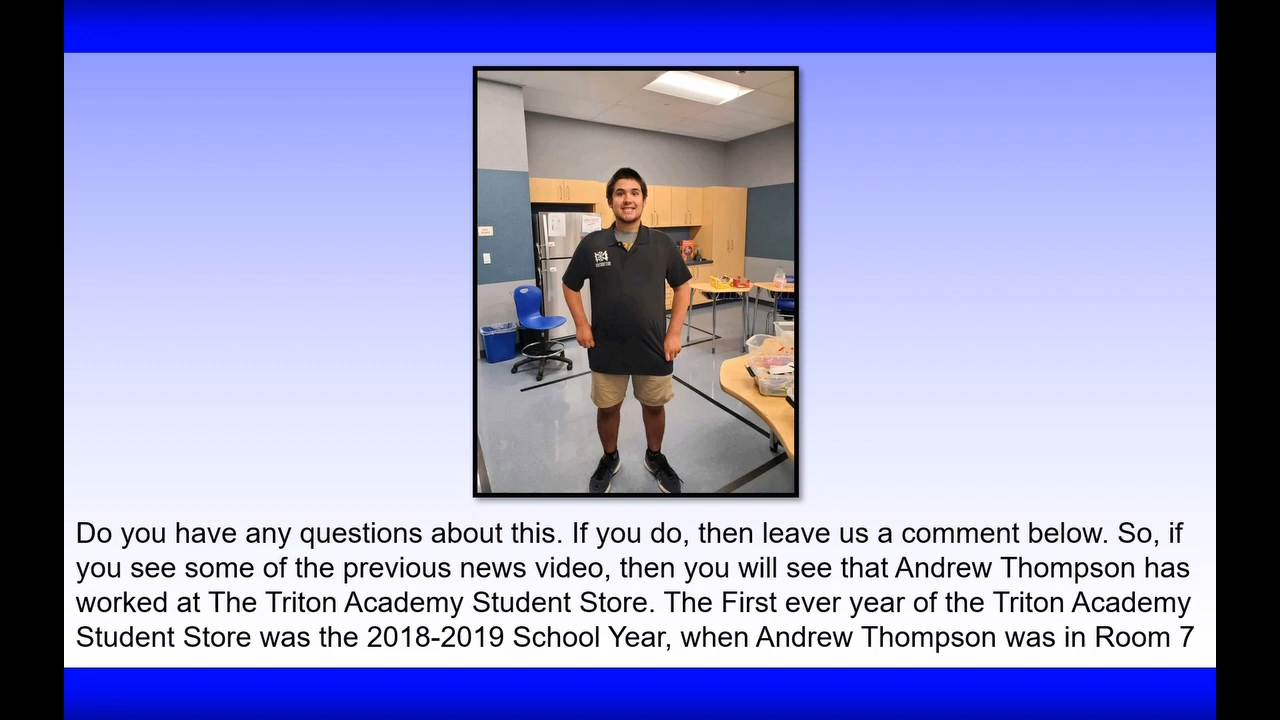 Do you have any questions about this. If you do, then leave us a comment below. So, if
you see some of the previous news video, then you will see that Andrew Thompson has
worked at The Triton Academy Student Store. The First ever year of the Triton Academy
Student Store was the 2018-2019 School Year, when Andrew Thompson was in Room 7